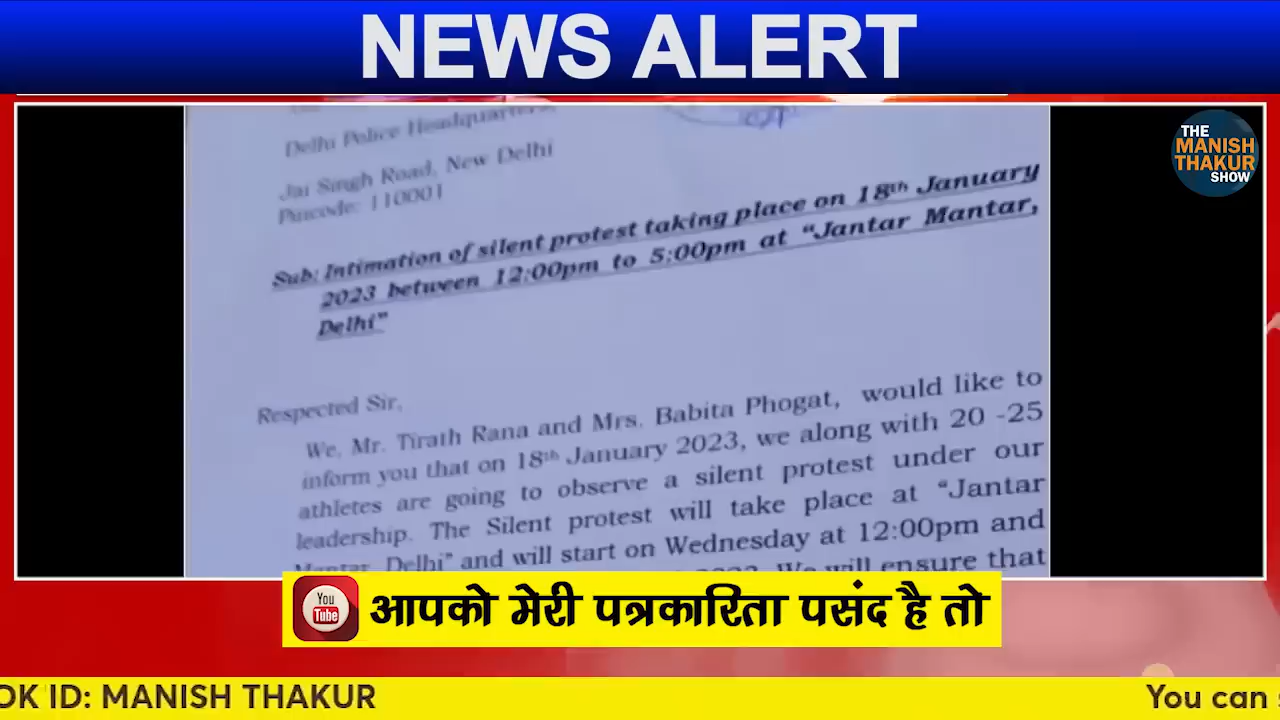 NEWS ALERT
THE
MANISH
THAKUR
SHOW
Delhi Police Headquarters,
Jai Singh Road, New Delhi
Pincode: 110001
Sub: Intimation of silent protest taking place on 18th January
2023 between 12:00pm to 5:00pm at “Jantar Mantar,
Delhi”
Respected Sir,
We, Mr. Tirath Rana and Mrs. Babita Phogat, would like to
inform you that on 18th January 2023, we along with 20 -25
athletes are going to observe a silent protest under our
leadership. The Silent protest will take place at “Jantar
Mantar, Delhi” and will start on Wednesday at 12:00pm and
We will ensure that
You
Tube
आपको मेरी पत्रकारिता पसंद है तो
OK ID: MANISH THAKUR
You can